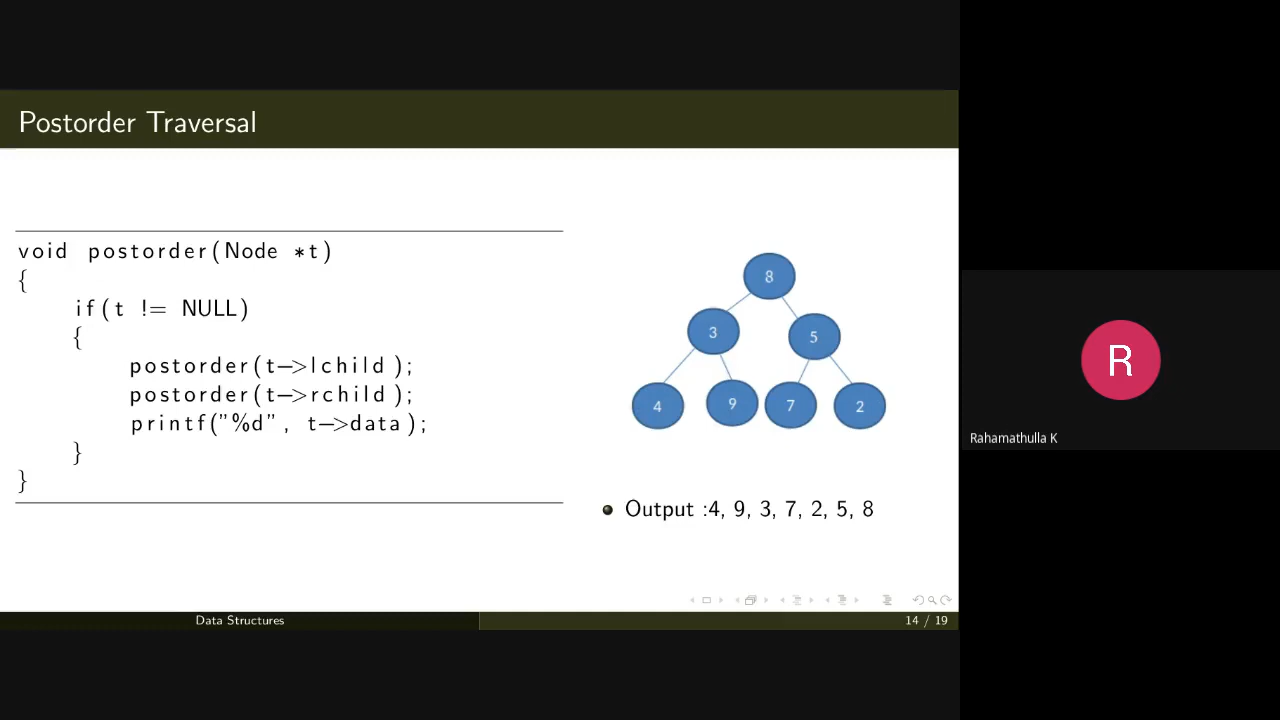 Postorder Traversal
void postorder(Node *t)
{
if(t != NULL)
{
postorder(t->lchild );
postorder(t->rchild );
printf("%d", t->data );
}
}
8
3
5
4
9
7
2
Output :4, 9, 3, 7, 2, 5, 8
Data Structures
14 / 19
R
Rahamathulla K